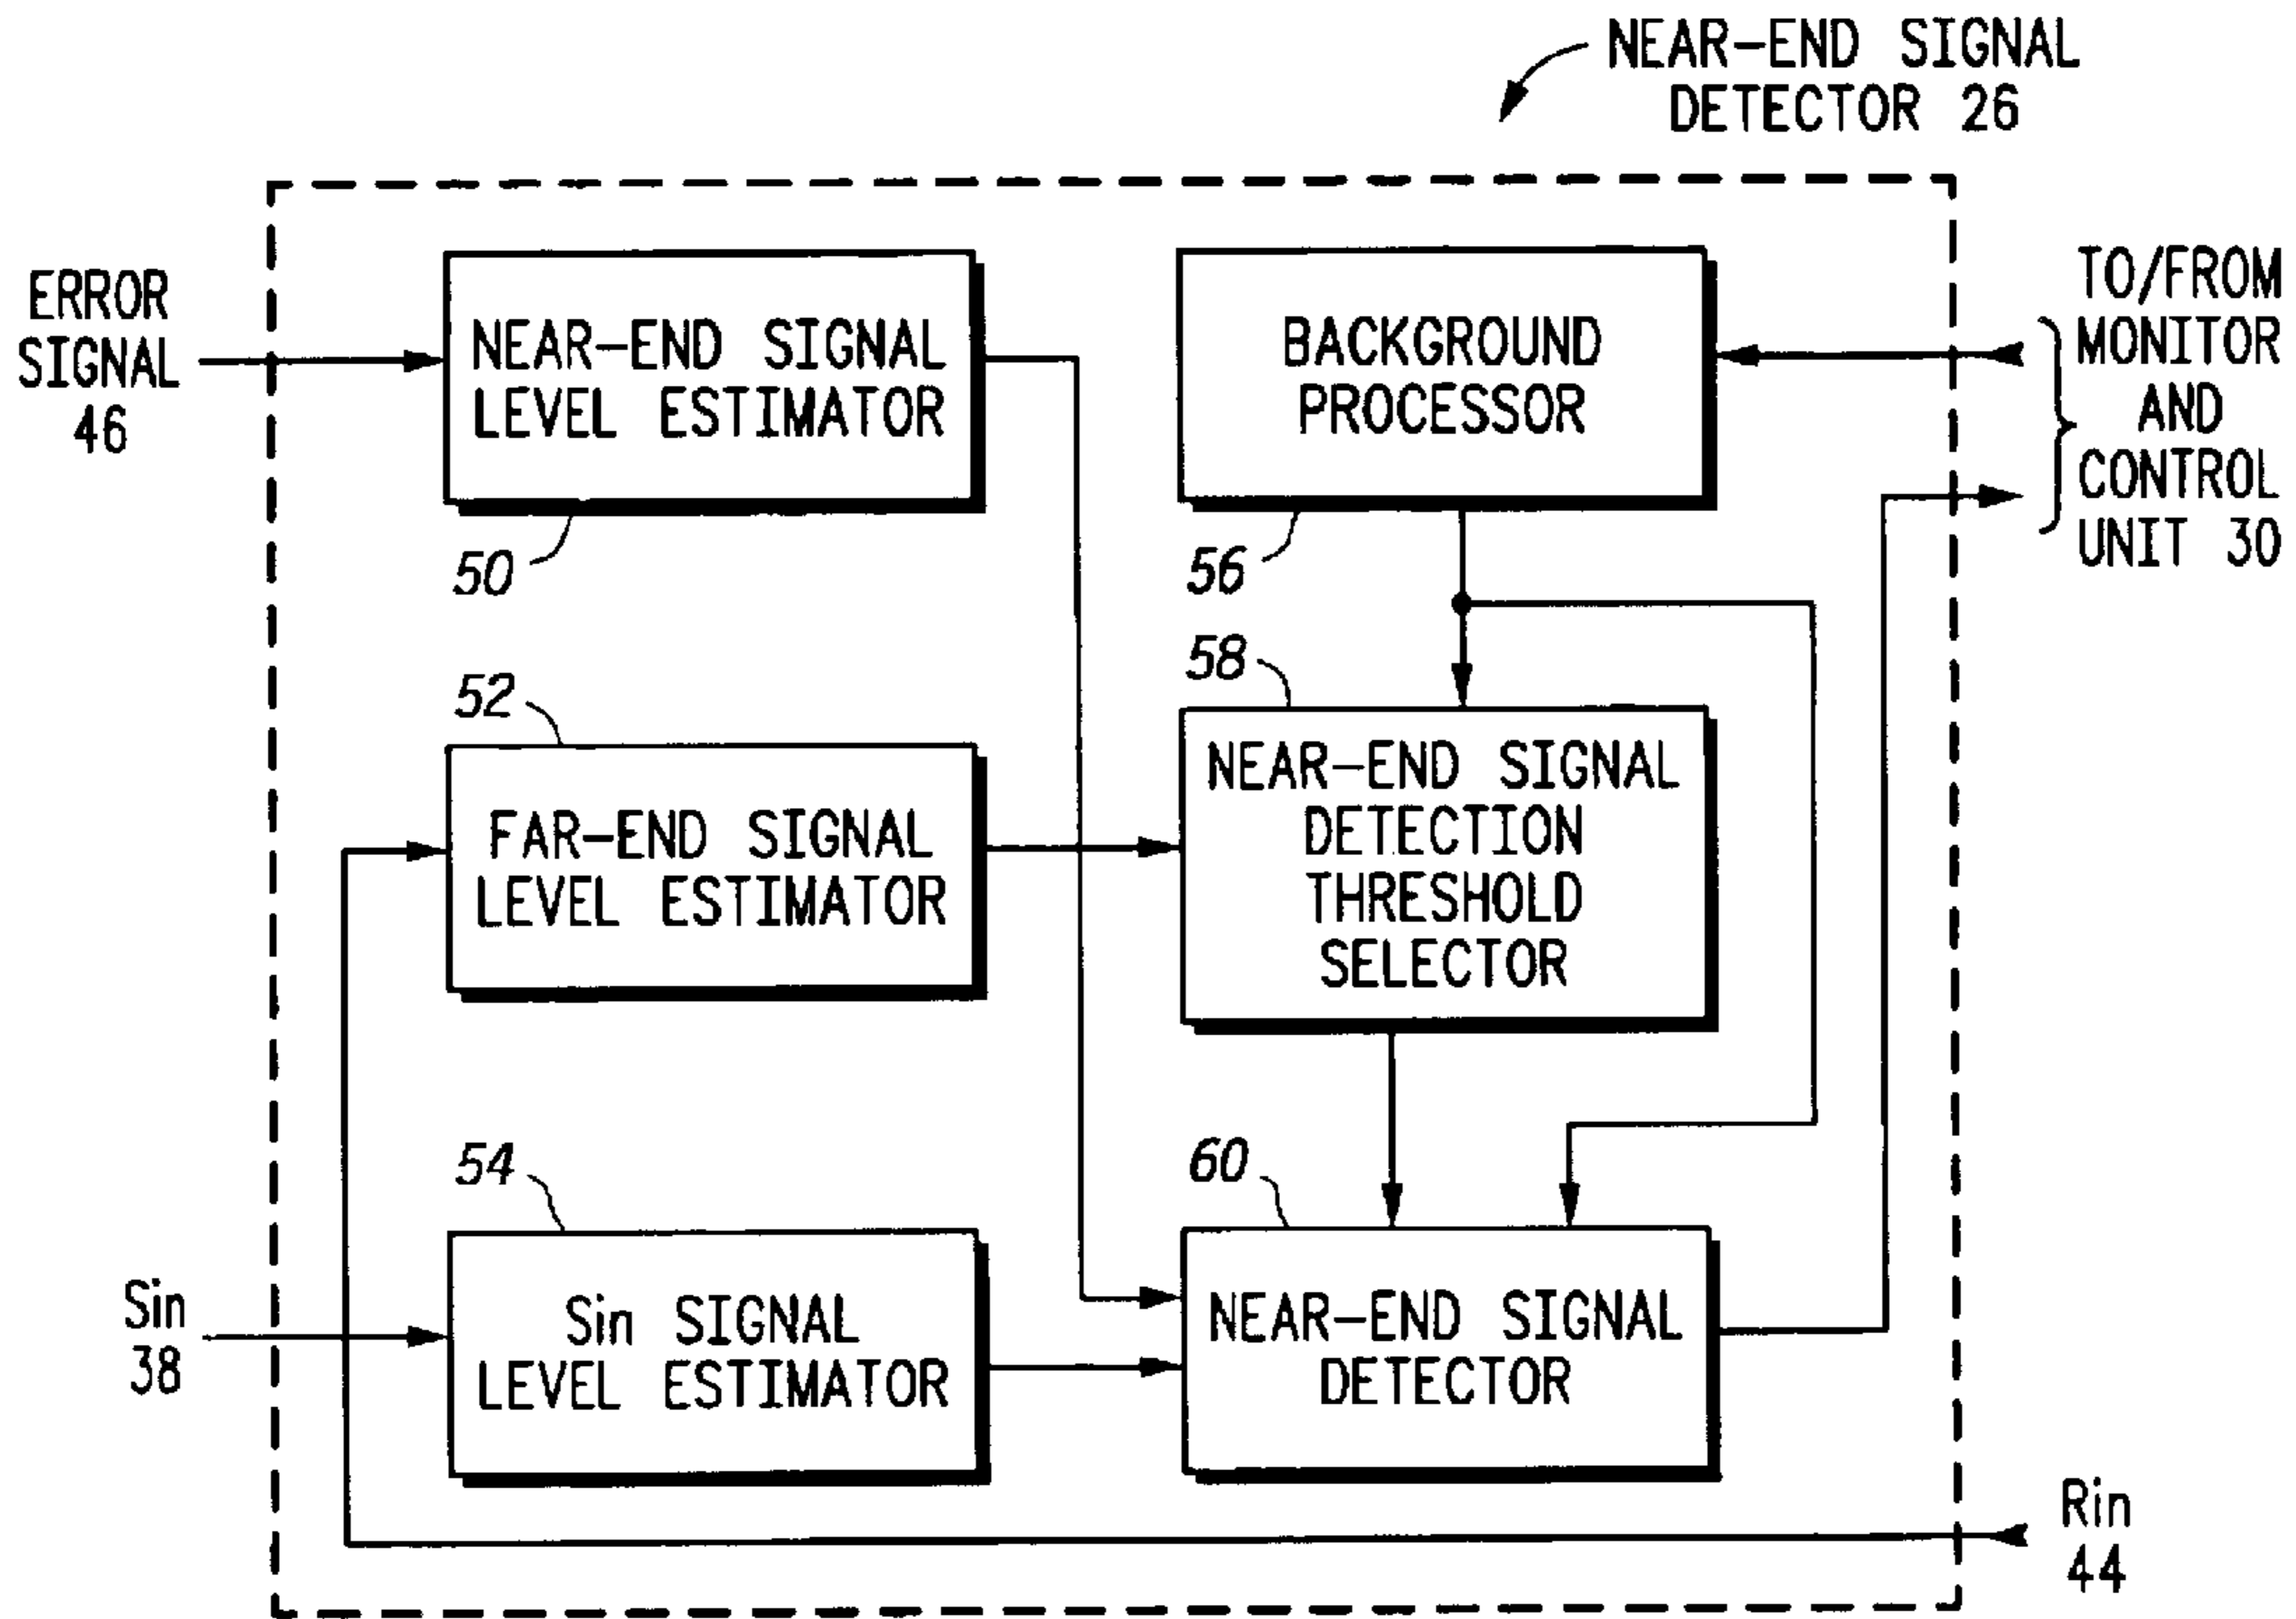 NEAR-END SIGNAL
DETECTOR 26
ERROR
SIGNAL
46
NEAR-END SIGNAL
LEVEL ESTIMATOR
50
BACKGROUND
PROCESSOR
56
TO/FROM
MONITOR
AND
CONTROL
UNIT 30
52
FAR-END SIGNAL
LEVEL ESTIMATOR
58
NEAR-END SIGNAL
DETECTION
THRESHOLD
SELECTOR
Sin
38
54
Sin SIGNAL
LEVEL ESTIMATOR
60
NEAR-END SIGNAL
DETECTOR
Rin
44